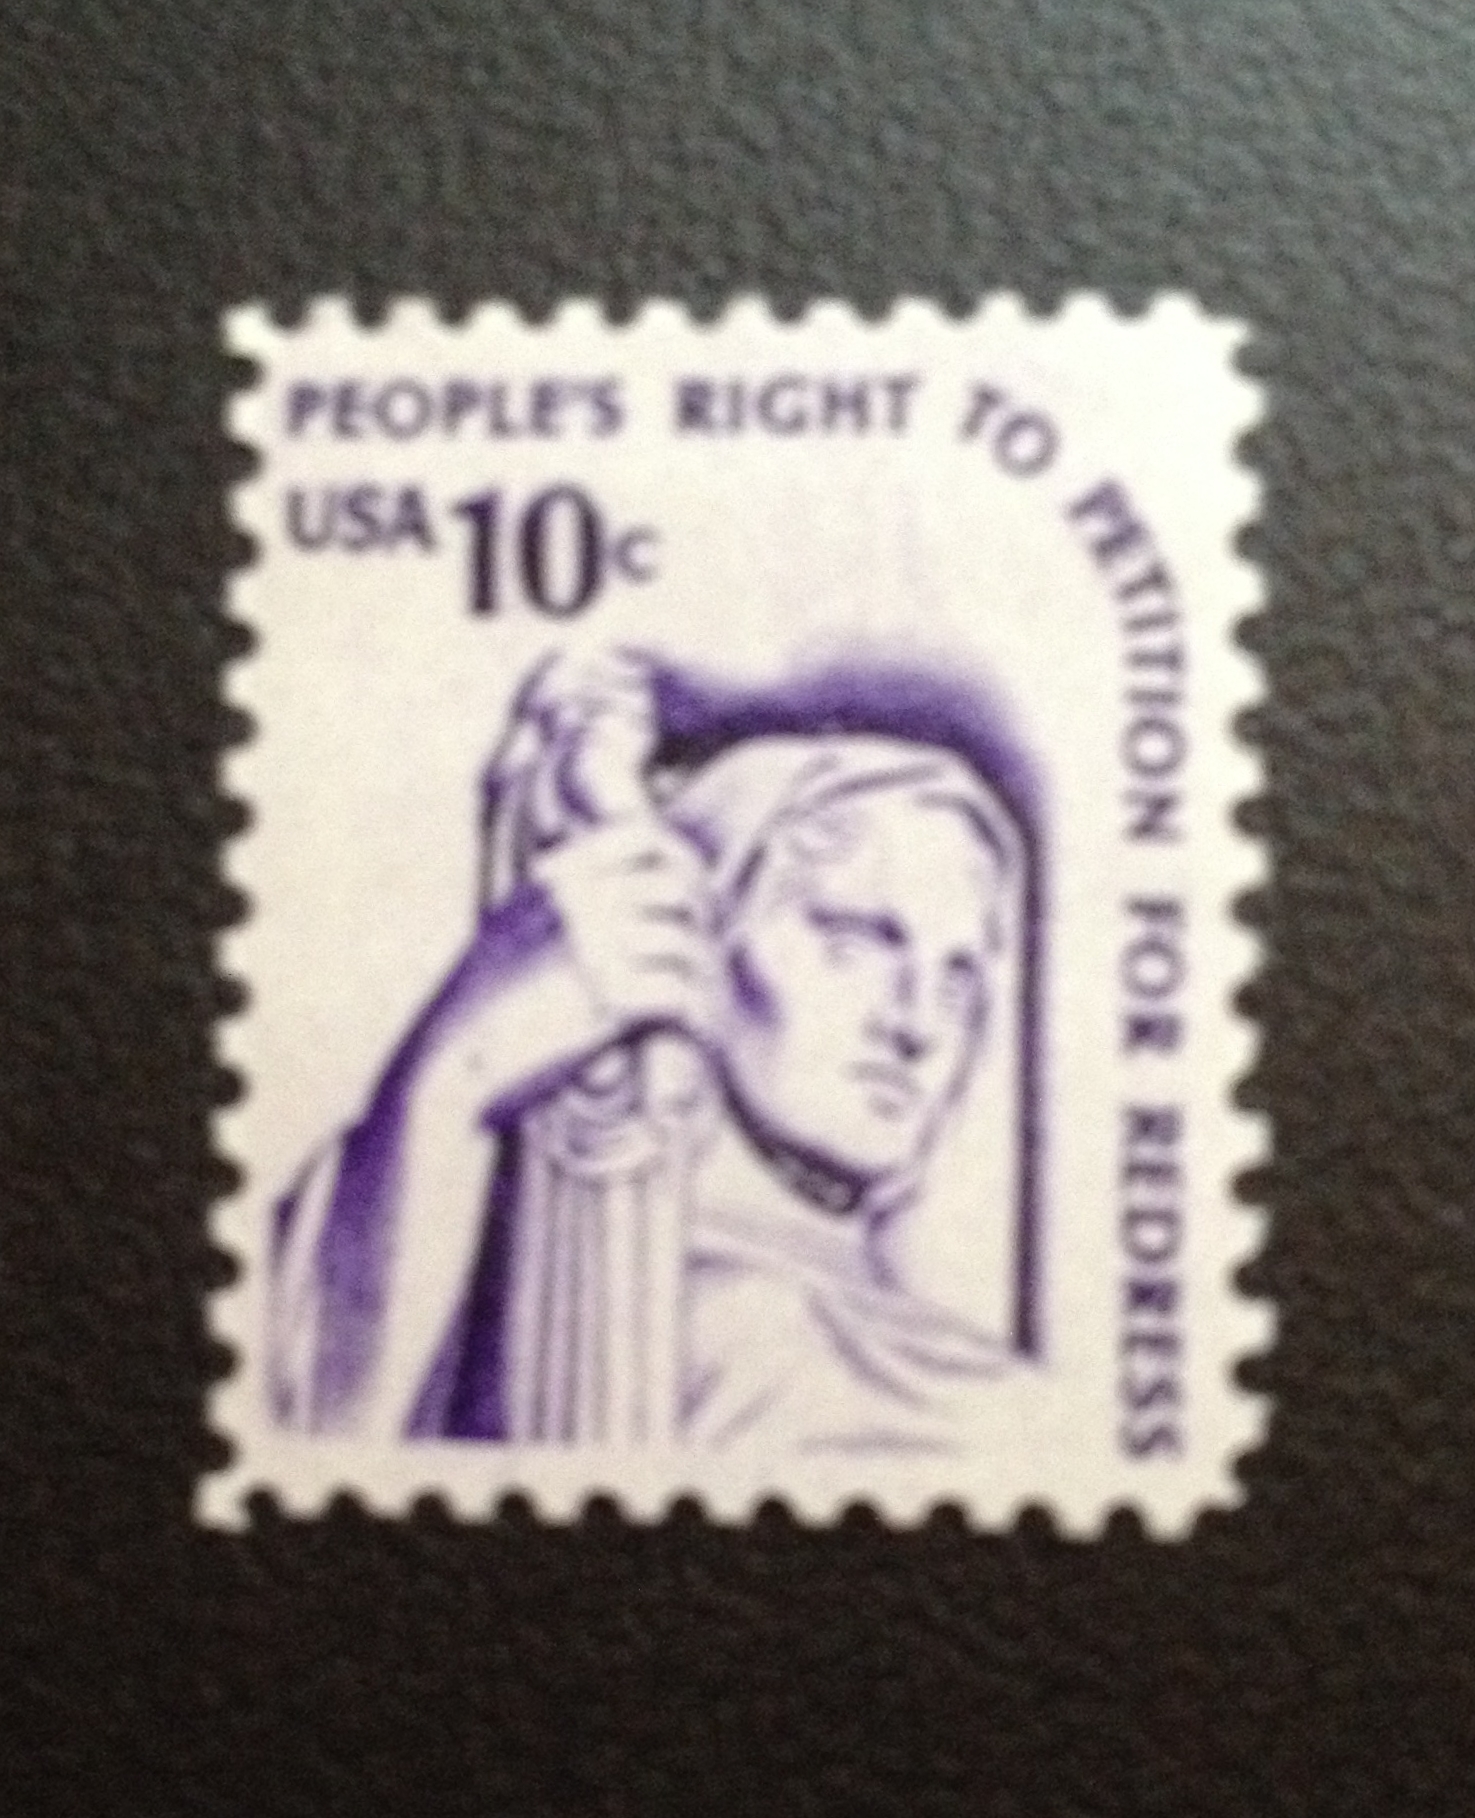 PEOPLE'S RIGHT TO PETITION FOR REDRESS
USA 10c